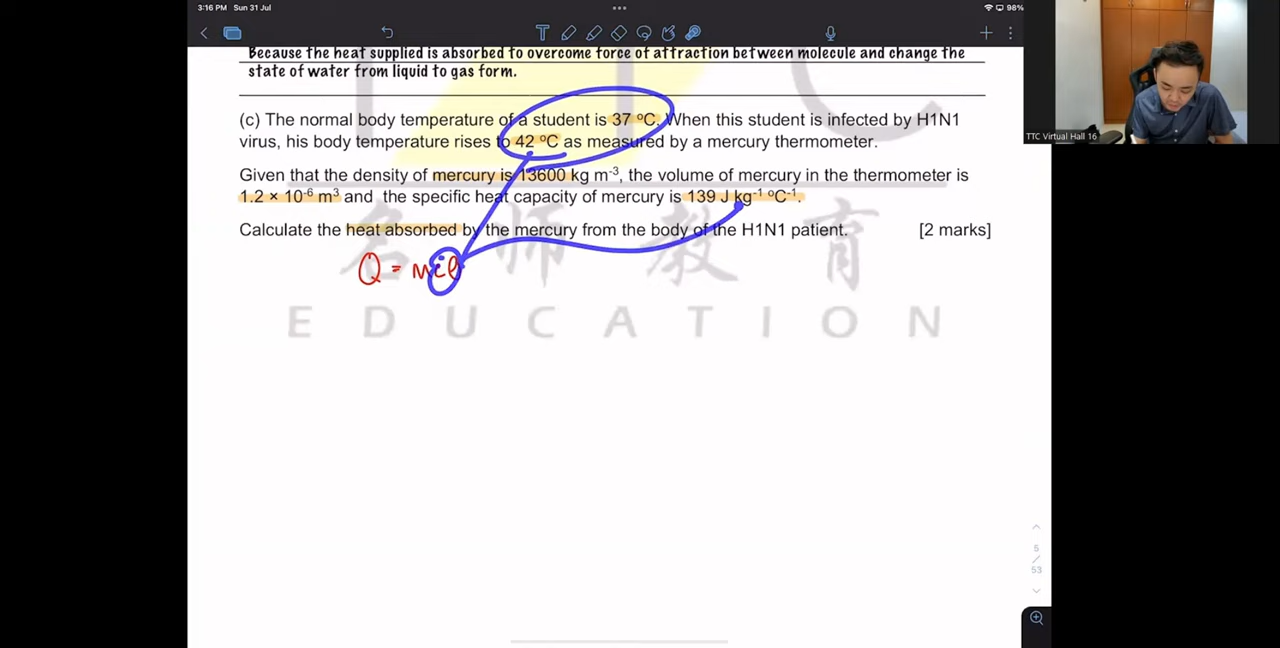 3:16 PM Sun 31 Jul
98%
Because the heat supplied is absorbed to overcome force of attraction between molecule and change the
state of water from liquid to gas form.
(c) The normal body temperature of a student is 37 ºC. When this student is infected by H1N1
virus, his body temperature rises to 42 ºC as measured by a mercury thermometer.
Given that the density of mercury is 13600 kg m⁻³, the volume of mercury in the thermometer is
1.2 × 10⁻⁶ m³ and the specific heat capacity of mercury is 139 J kg⁻¹ ºC⁻¹.
Calculate the heat absorbed by the mercury from the body of the H1N1 patient. [2 marks]
名 师 教 育
Q = mcθ
E D U C A T I O N
TTC Virtual Hall 16
5
/
53